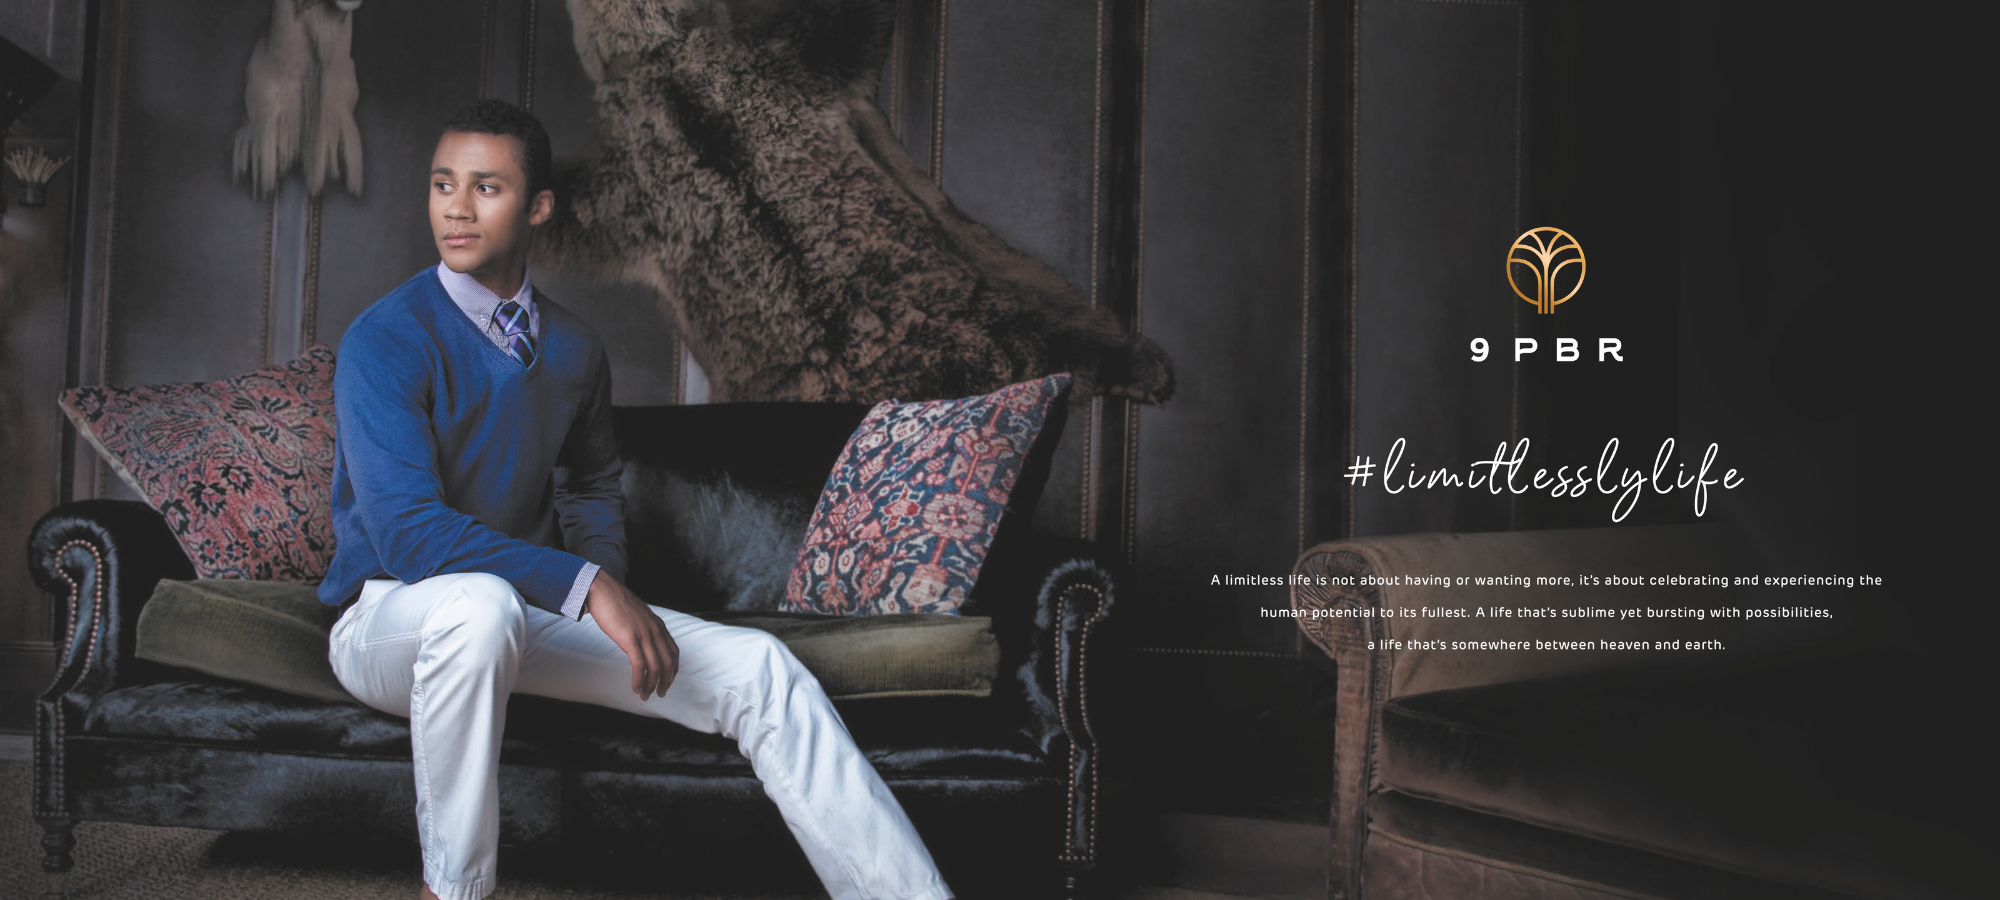 9 PBR
#limitlesslylife
A limitless life is not about having or wanting more, it's about celebrating and experiencing the
human potential to its fullest. A life that's sublime yet bursting with possibilities,
a life that's somewhere between heaven and earth.